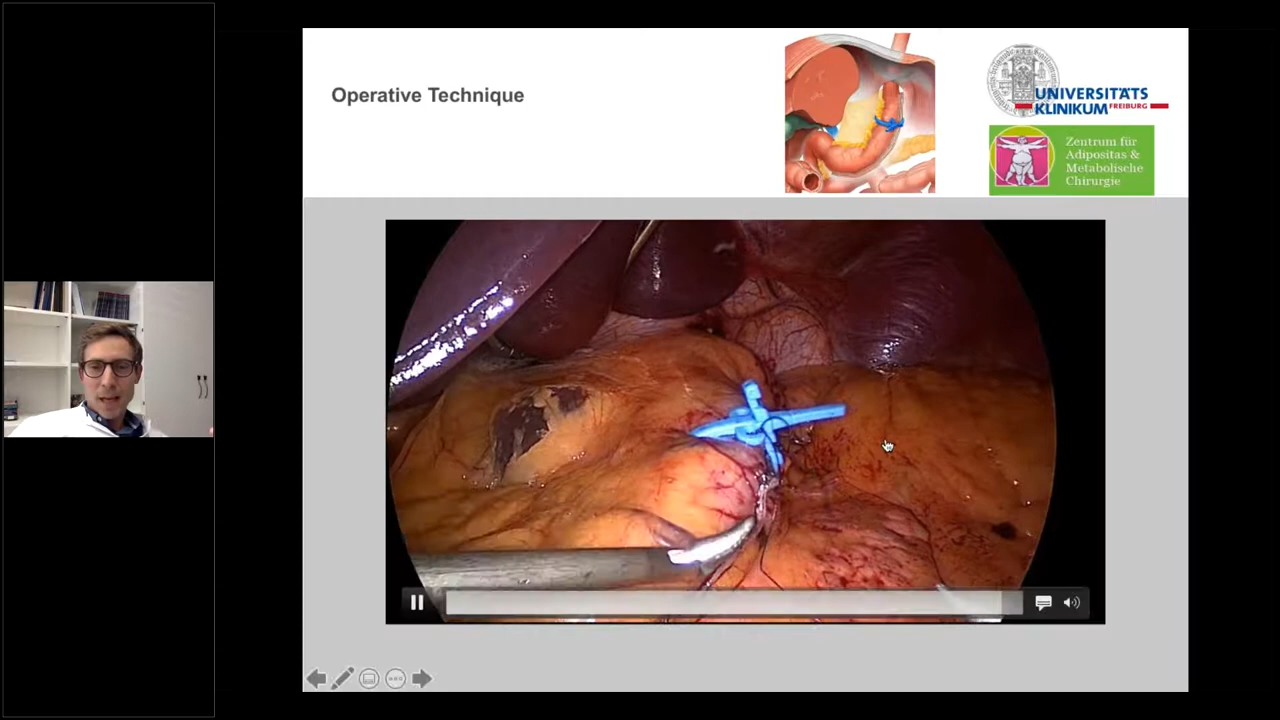 Operative Technique
UNIVERSITÄTS
KLINIKUM FREIBURG
Zentrum für
Adipositas &
Metabolische
Chirurgie